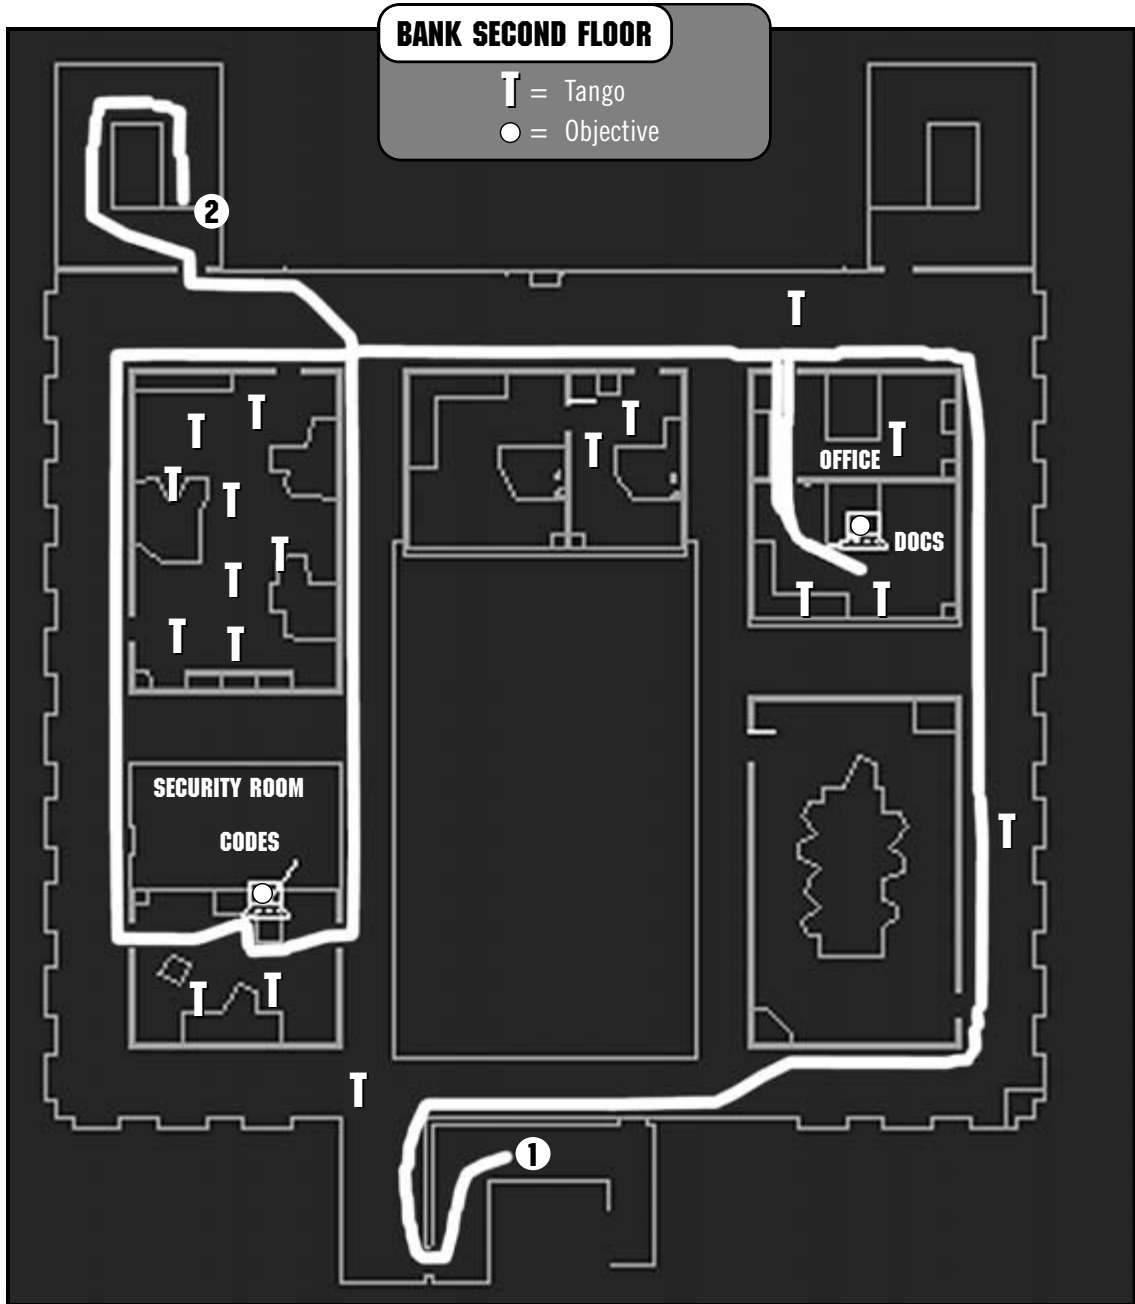 BANK SECOND FLOOR
T = Tango
= Objective
2
T
T
T
T
T
T
OFFICE
T
T
T
DOCS
T
T
T
T
T
T
SECURITY ROOM
CODES
T
T
T
T
1